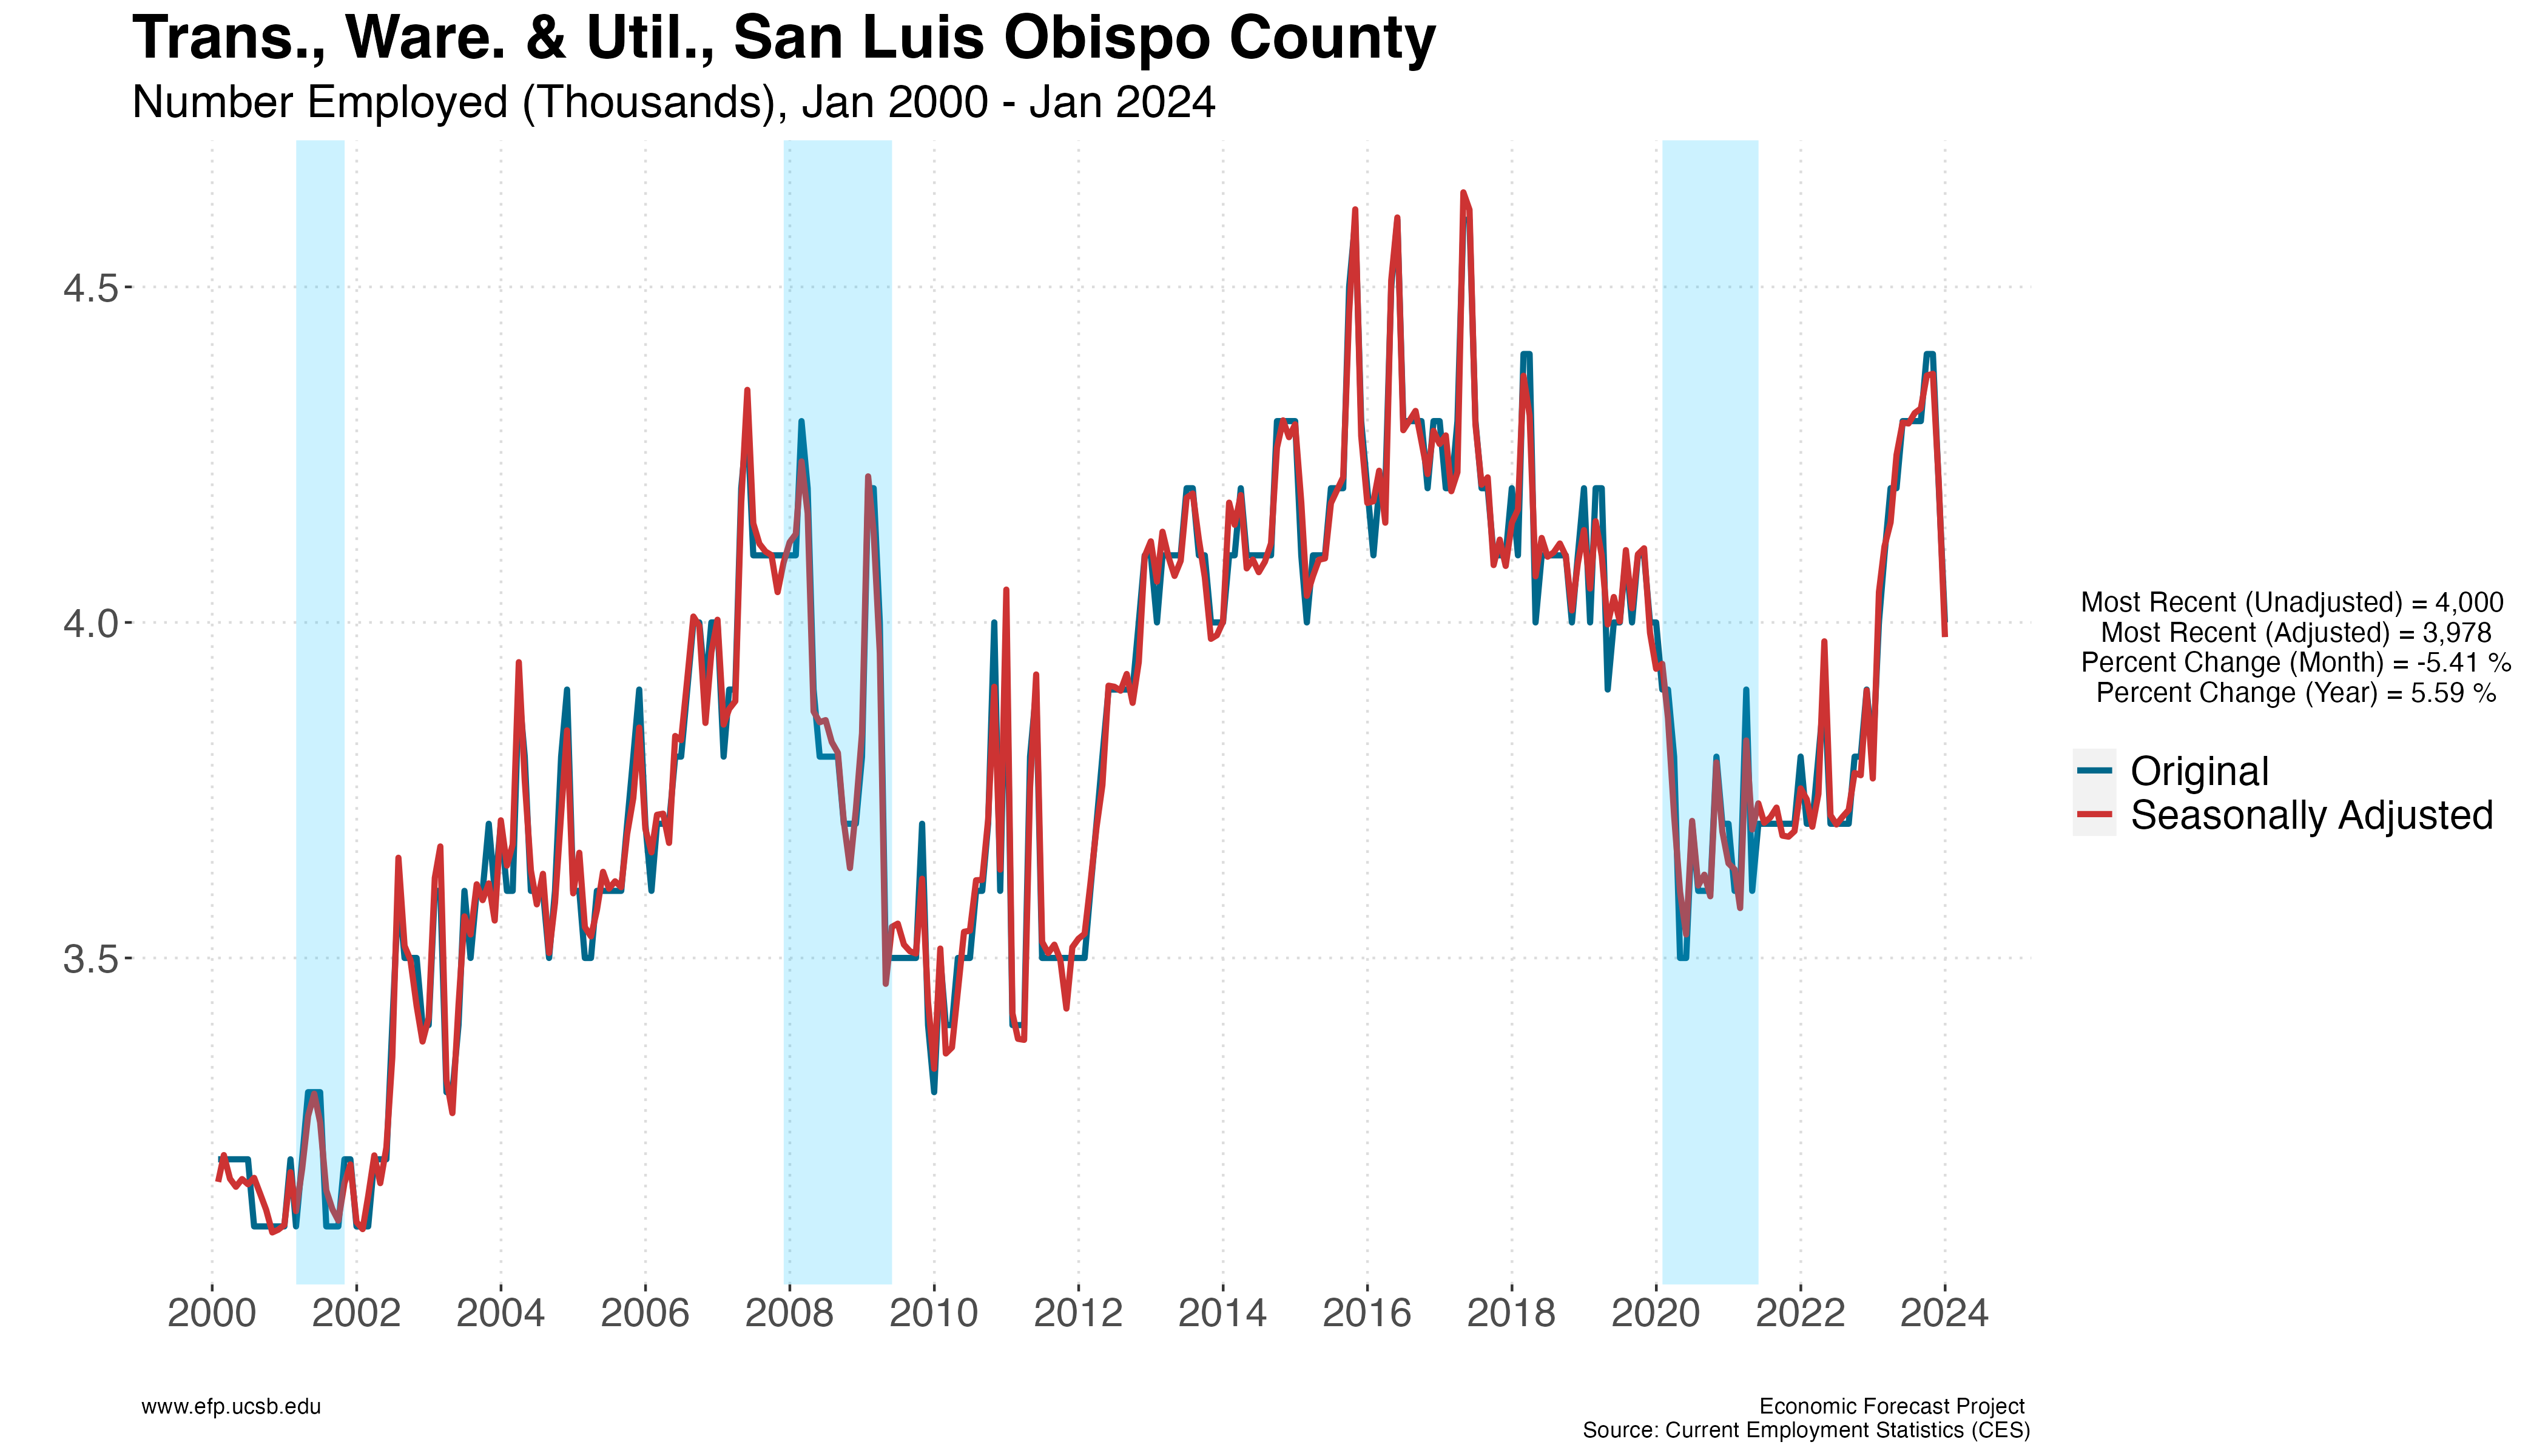 Trans., Ware. & Util., San Luis Obispo County
Number Employed (Thousands), Jan 2000 - Jan 2024
4.5
4.0
3.5
2000 2002 2004 2006 2008 2010 2012 2014 2016 2018 2020 2022 2024
Most Recent (Unadjusted) = 4,000
Most Recent (Adjusted) = 3,978
Percent Change (Month) = -5.41 %
Percent Change (Year) = 5.59 %
Original
Seasonally Adjusted
www.efp.ucsb.edu
Economic Forecast Project
Source: Current Employment Statistics (CES)